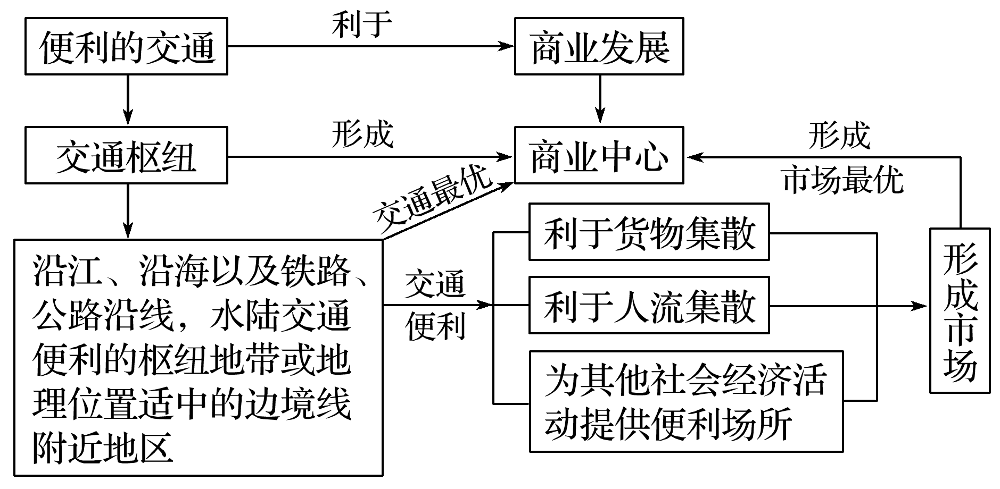 便利的交通
利于
商业发展
交通枢纽
形成
商业中心
形成
市场最优
交通最优
沿江、沿海以及铁路、
公路沿线，水陆交通
便利的枢纽地带或地
理位置适中的边境线
附近地区
交通
便利
利于货物集散
利于人流集散
为其他社会经济活
动提供便利场所
形成市场